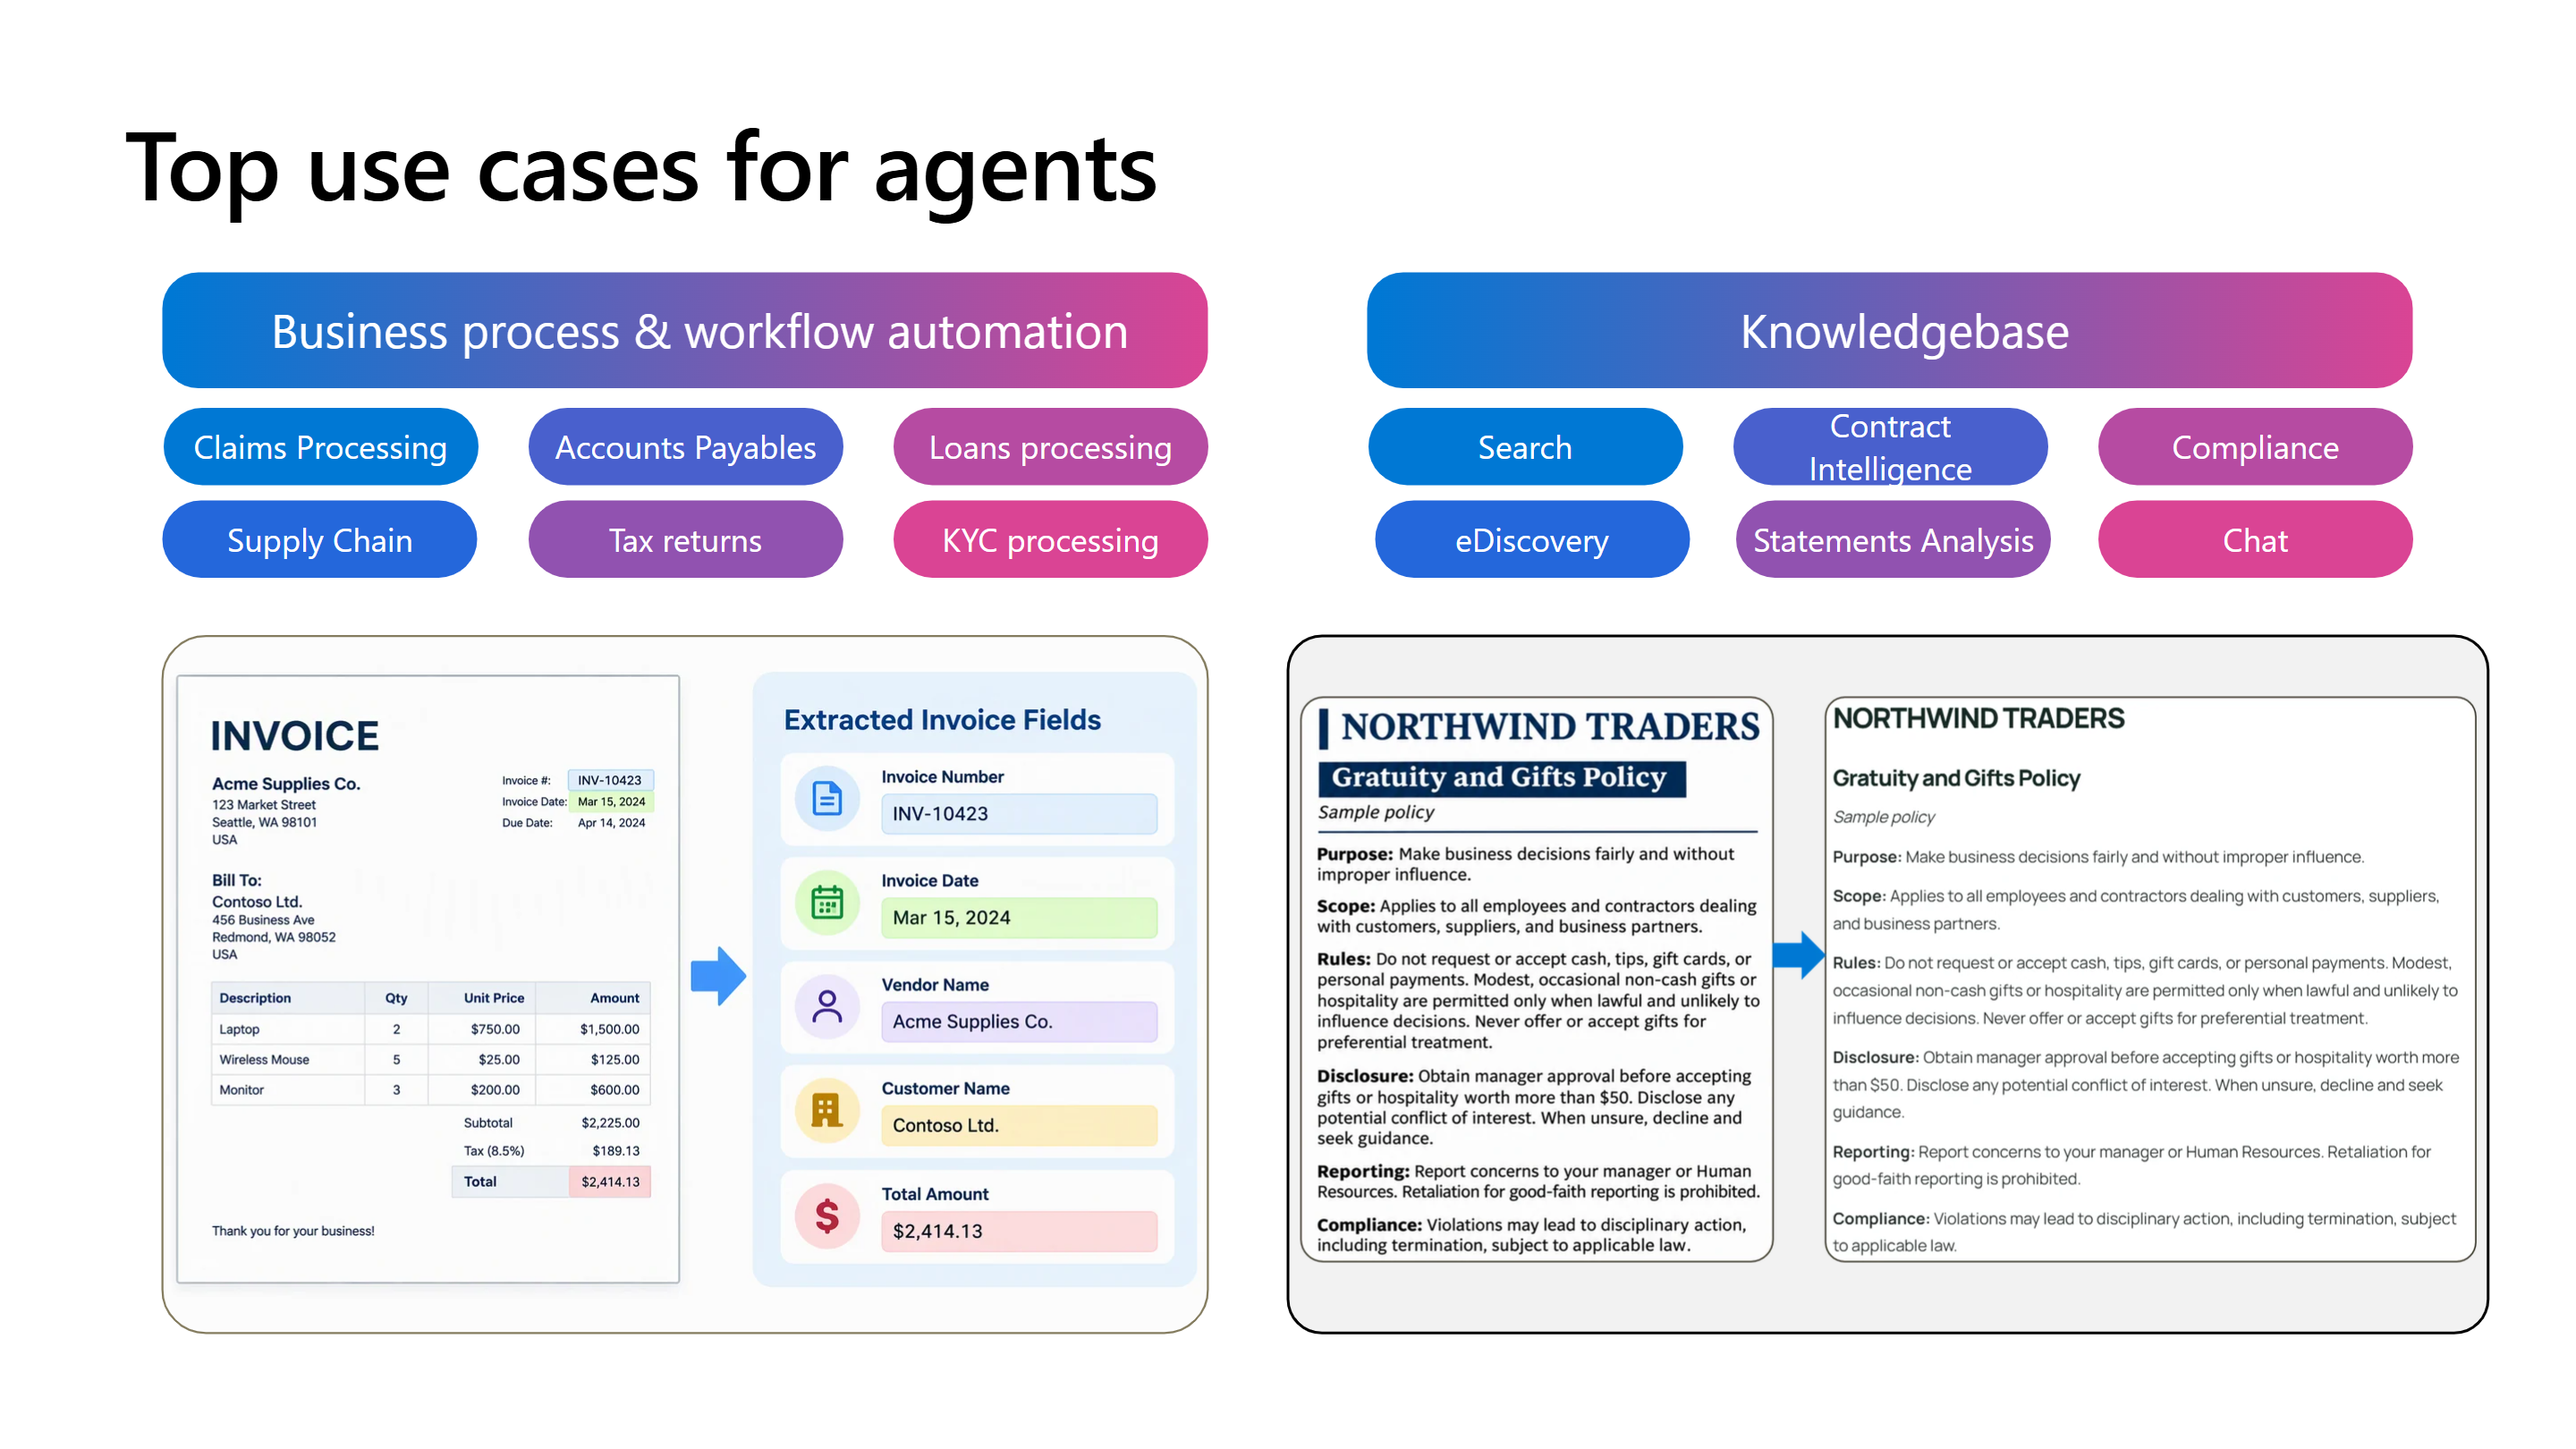 Top use cases for agents
Business process & workflow automation
Claims Processing
Accounts Payables
Loans processing
Supply Chain
Tax returns
KYC processing
Knowledgebase
Search
Contract
Intelligence
Compliance
eDiscovery
Statements Analysis
Chat
INVOICE
Acme Supplies Co.
123 Market Street
Seattle, WA 98101
USA
Invoice #: INV-10423
Invoice Date: Mar 15, 2024
Due Date: Apr 14, 2024
Bill To:
Contoso Ltd.
456 Business Ave
Redmond, WA 98052
USA
Description Qty Unit Price Amount
Laptop 2 $750.00 $1,500.00
Wireless Mouse 5 $25.00 $125.00
Monitor 3 $200.00 $600.00
Subtotal $2,225.00
Tax (8.5%) $189.13
Total $2,414.13
Thank you for your business!
Extracted Invoice Fields
Invoice Number
INV-10423
Invoice Date
Mar 15, 2024
Vendor Name
Acme Supplies Co.
Customer Name
Contoso Ltd.
Total Amount
$
$2,414.13
NORTHWIND TRADERS
Gratuity and Gifts Policy
Sample policy
Purpose: Make business decisions fairly and without
improper influence.
Scope: Applies to all employees and contractors dealing
with customers, suppliers, and business partners.
Rules: Do not request or accept cash, tips, gift cards, or
personal payments. Modest, occasional non-cash gifts or
hospitality are permitted only when lawful and unlikely to
influence decisions. Never offer or accept gifts for
preferential treatment.
Disclosure: Obtain manager approval before accepting
gifts or hospitality worth more than $50. Disclose any
potential conflict of interest. When unsure, decline and
seek guidance.
Reporting: Report concerns to your manager or Human
Resources. Retaliation for good-faith reporting is prohibited.
Compliance: Violations may lead to disciplinary action,
including termination, subject to applicable law.
NORTHWIND TRADERS
Gratuity and Gifts Policy
Sample policy
Purpose: Make business decisions fairly and without improper influence.
Scope: Applies to all employees and contractors dealing with customers, suppliers,
and business partners.
Rules: Do not request or accept cash, tips, gift cards, or personal payments. Modest,
occasional non-cash gifts or hospitality are permitted only when lawful and unlikely to
influence decisions. Never offer or accept gifts for preferential treatment.
Disclosure: Obtain manager approval before accepting gifts or hospitality worth more
than $50. Disclose any potential conflict of interest. When unsure, decline and seek
guidance.
Reporting: Report concerns to your manager or Human Resources. Retaliation for
good-faith reporting is prohibited.
Compliance: Violations may lead to disciplinary action, including termination, subject
to applicable law.